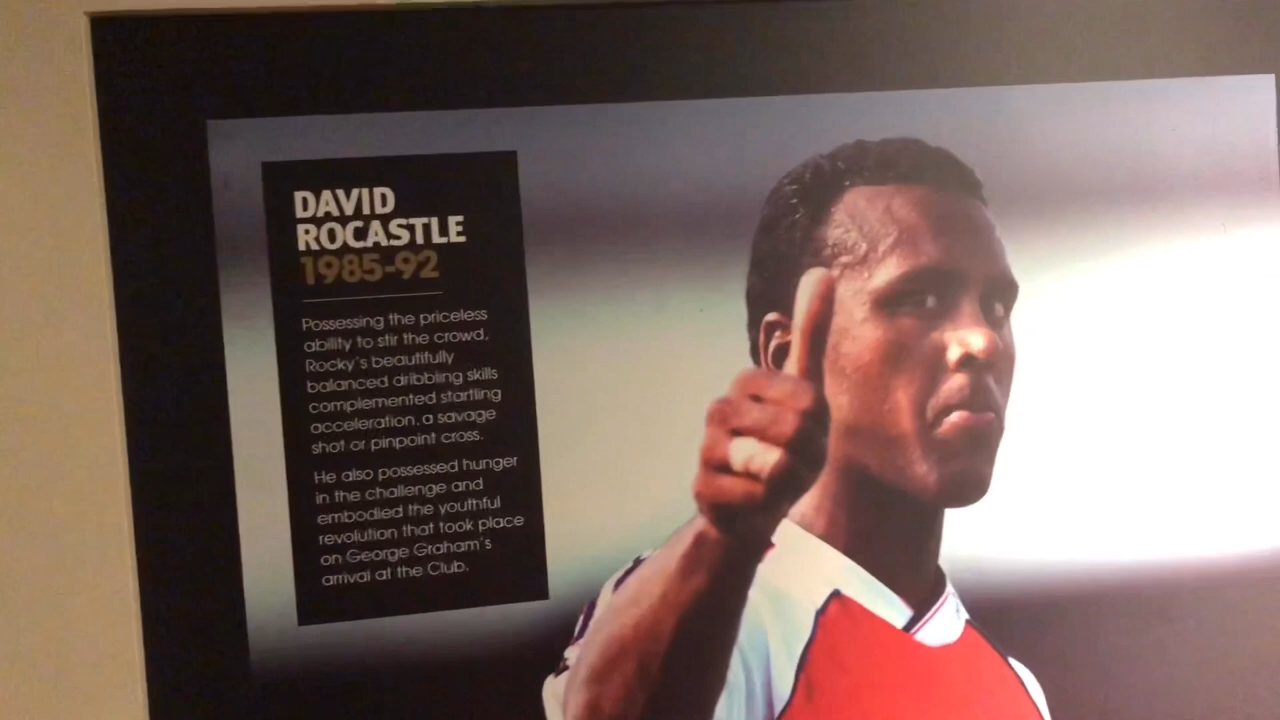 DAVID
ROCASTLE
1985-92
Possessing the priceless
ability to stir the crowd,
Rocky's beautifully
balanced dribbling skills
complemented startling
acceleration, a savage
shot or pinpoint cross.
He also possessed hunger
in the challenge and
embodied the youthful
revolution that took place
on George Graham's
arrival at the Club.